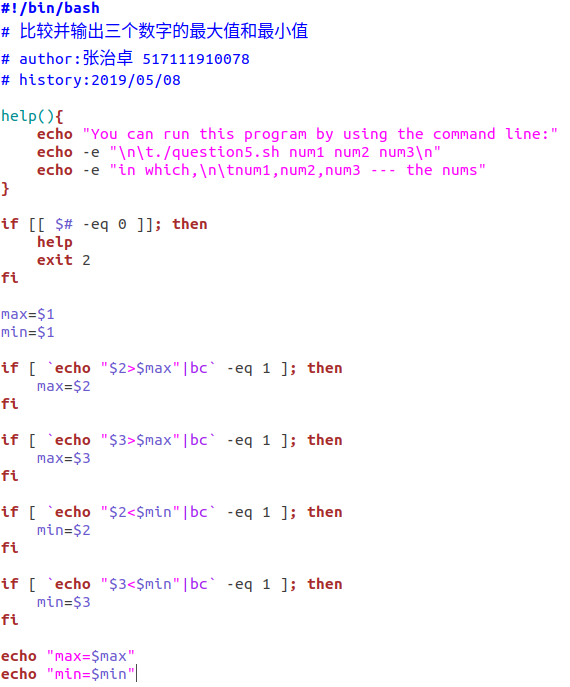 #!/bin/bash
# 比较并输出三个数字的最大值和最小值
# author:张治卓 517111910078
# history:2019/05/08
help(){
    echo "You can run this program by using the command line:"
    echo -e "\n\t./question5.sh num1 num2 num3\n"
    echo -e "in which,\n\tnum1,num2,num3 --- the nums"
}
if [[ $# -eq 0 ]]; then
    help
    exit 2
fi
max=$1
min=$1
if [ `echo "$2>$max"|bc` -eq 1 ]; then
    max=$2
fi
if [ `echo "$3>$max"|bc` -eq 1 ]; then
    max=$3
fi
if [ `echo "$2<$min"|bc` -eq 1 ]; then
    min=$2
fi
if [ `echo "$3<$min"|bc` -eq 1 ]; then
    min=$3
fi
echo "max=$max"
echo "min=$min"